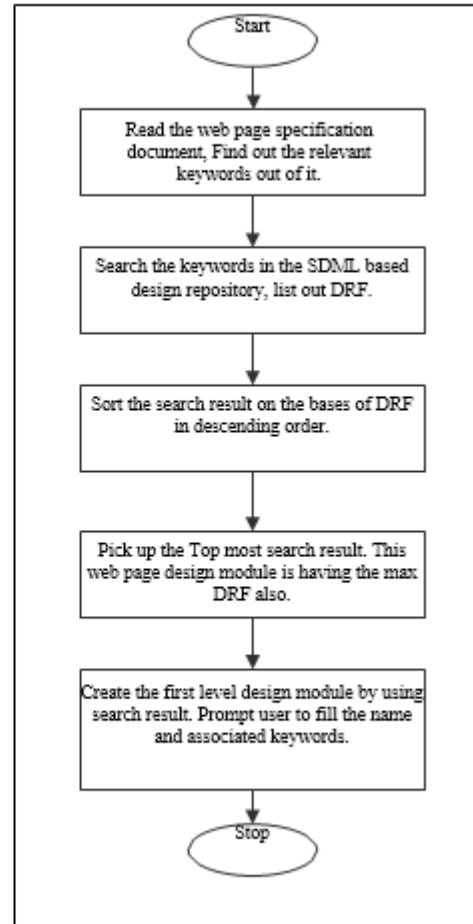 Start
Read the web page specification
document, Find out the relevant
keywords out of it.
Search the keywords in the SDML based
design repository, list out DRF.
Sort the search result on the bases of DRF
in descending order.
Pick up the Top most search result. This
web page design module is having the max
DRF also.
Create the first level design module by using
search result. Prompt user to fill the name
and associated keywords.
Stop